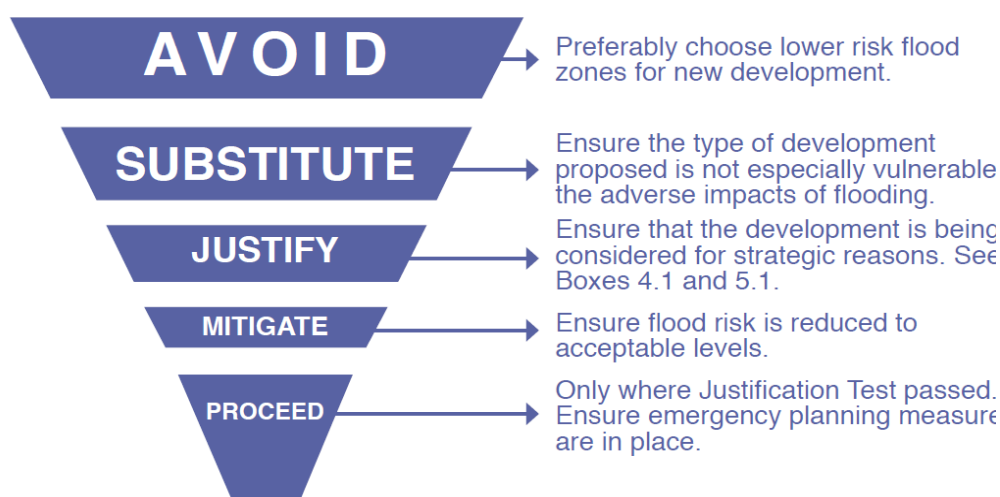 AVOID
Preferably choose lower risk flood
zones for new development.
SUBSTITUTE
Ensure the type of development
proposed is not especially vulnerable
the adverse impacts of flooding.
JUSTIFY
Ensure that the development is being
considered for strategic reasons. See
Boxes 4.1 and 5.1.
MITIGATE
Ensure flood risk is reduced to
acceptable levels.
PROCEED
Only where Justification Test passed.
Ensure emergency planning measure
are in place.